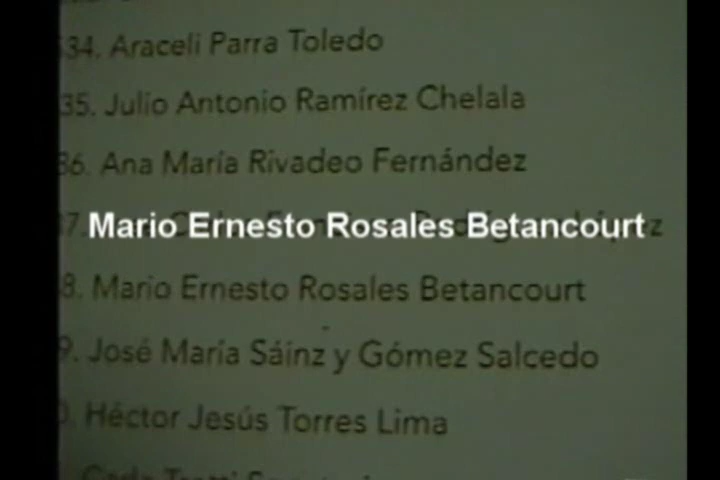 34. Araceli Parra Toledo
35. Julio Antonio Ramírez Chelala
36. Ana María Rivadeo Fernández
Mario Ernesto Rosales Betancourt
8. Mario Ernesto Rosales Betancourt
9. José María Sáinz y Gómez Salcedo
Héctor Jesús Torres Lima